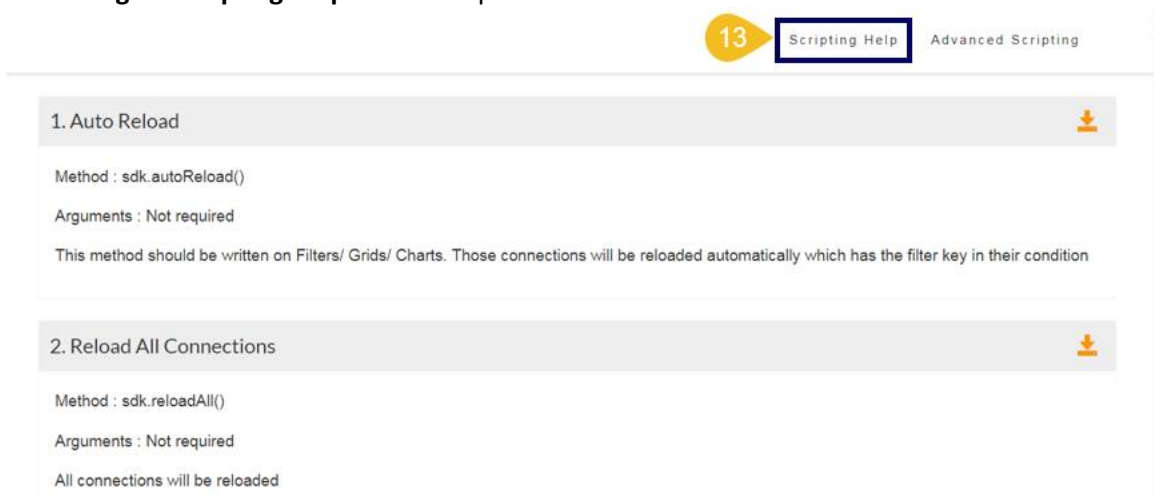 13
Scripting Help Advanced Scripting
1. Auto Reload
Method : sdk.autoReload()
Arguments : Not required
This method should be written on Filters/ Grids/ Charts. Those connections will be reloaded automatically which has the filter key in their condition
2. Reload All Connections
Method : sdk.reloadAll()
Arguments : Not required
All connections will be reloaded